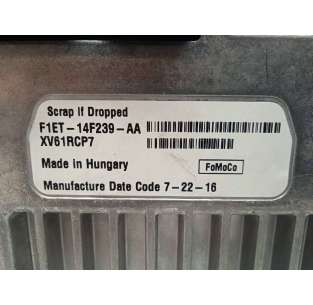 Scrap If Dropped
F1ET-14F239-AA
XV61RCP7
Made in Hungary FoMoCo
Manufacture Date Code 7-22-16